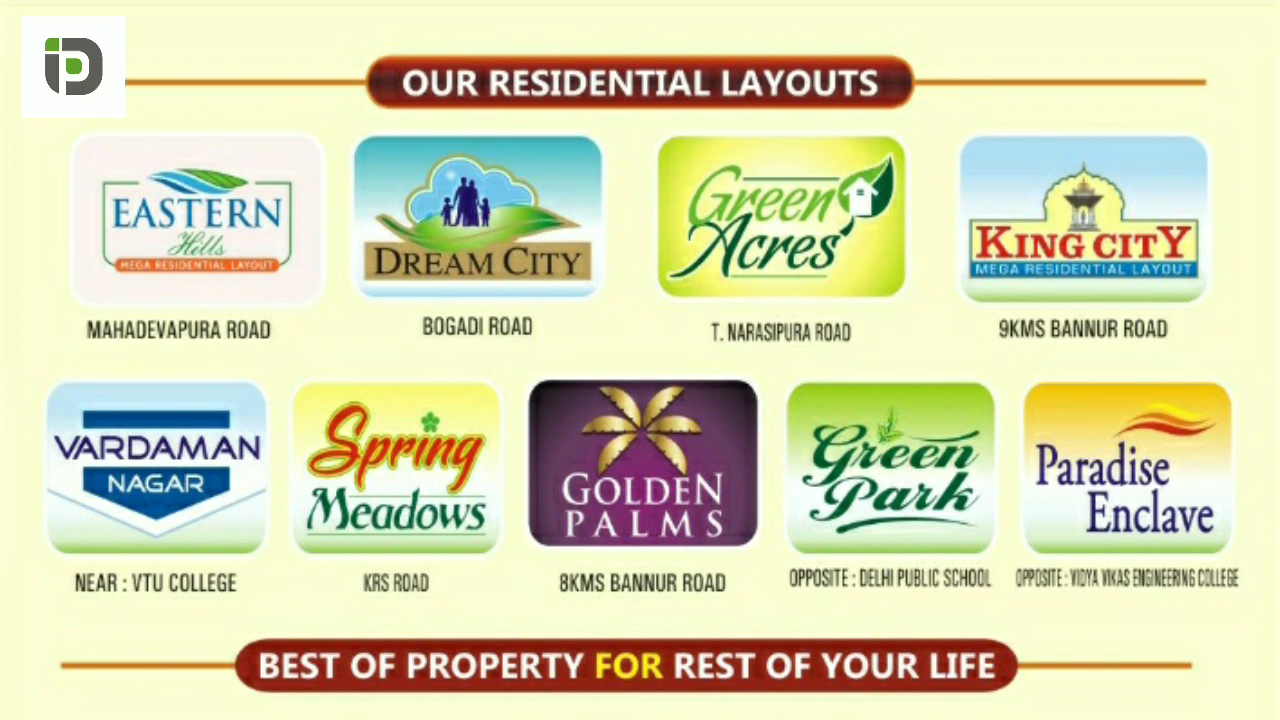 OUR RESIDENTIAL LAYOUTS
EASTERN
Hills
MEGA RESIDENTIAL LAYOUT
MAHADEVAPURA ROAD
DREAM CITY
BOGADI ROAD
Green
Acres
T. NARASIPURA ROAD
KING CITY
MEGA RESIDENTIAL LAYOUT
9KMS BANNUR ROAD
VARDAMAN
NAGAR
NEAR : VTU COLLEGE
Spring
Meadows
KRS ROAD
GOLDEN
PALMS
8KMS BANNUR ROAD
Green
Park
OPPOSITE : DELHI PUBLIC SCHOOL
Paradise
Enclave
OPPOSITE : VIDYA VIKAS ENGINEERING COLLEGE
BEST OF PROPERTY FOR REST OF YOUR LIFE